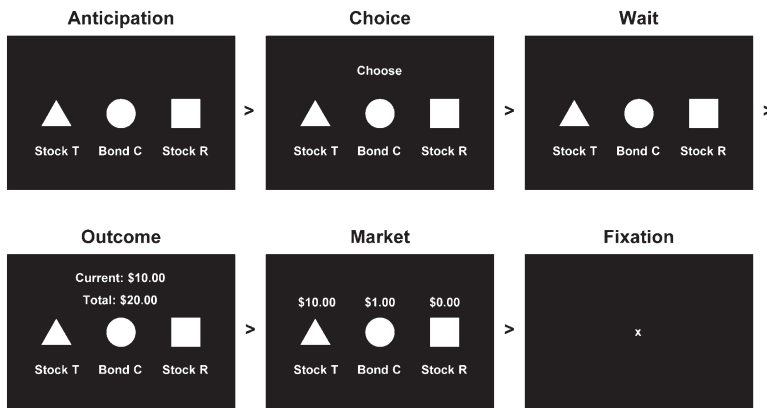 Anticipation
Choice
Wait
Choose
>
>
>
Stock T Bond C Stock R
Stock T Bond C Stock R
Stock T Bond C Stock R
Outcome
Market
Fixation
Current: $10.00
Total: $20.00
$10.00 $1.00 $0.00
>
>
x
Stock T Bond C Stock R
Stock T Bond C Stock R